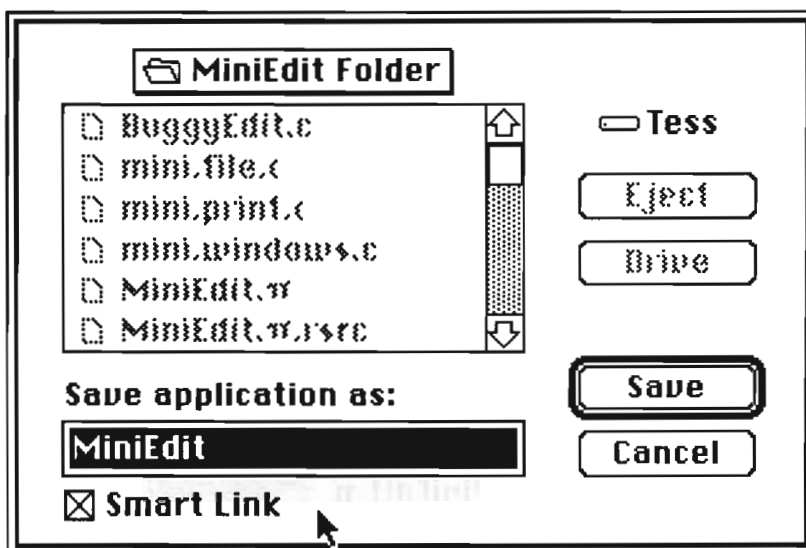 MiniEdit Folder
BuggyEdit.c
mini.file.c
mini.print.c
mini.windows.c
MiniEdit.π
MiniEdit.π.rsrc
Tess
Eject
Drive
Save application as:
MiniEdit
Smart Link
Save
Cancel